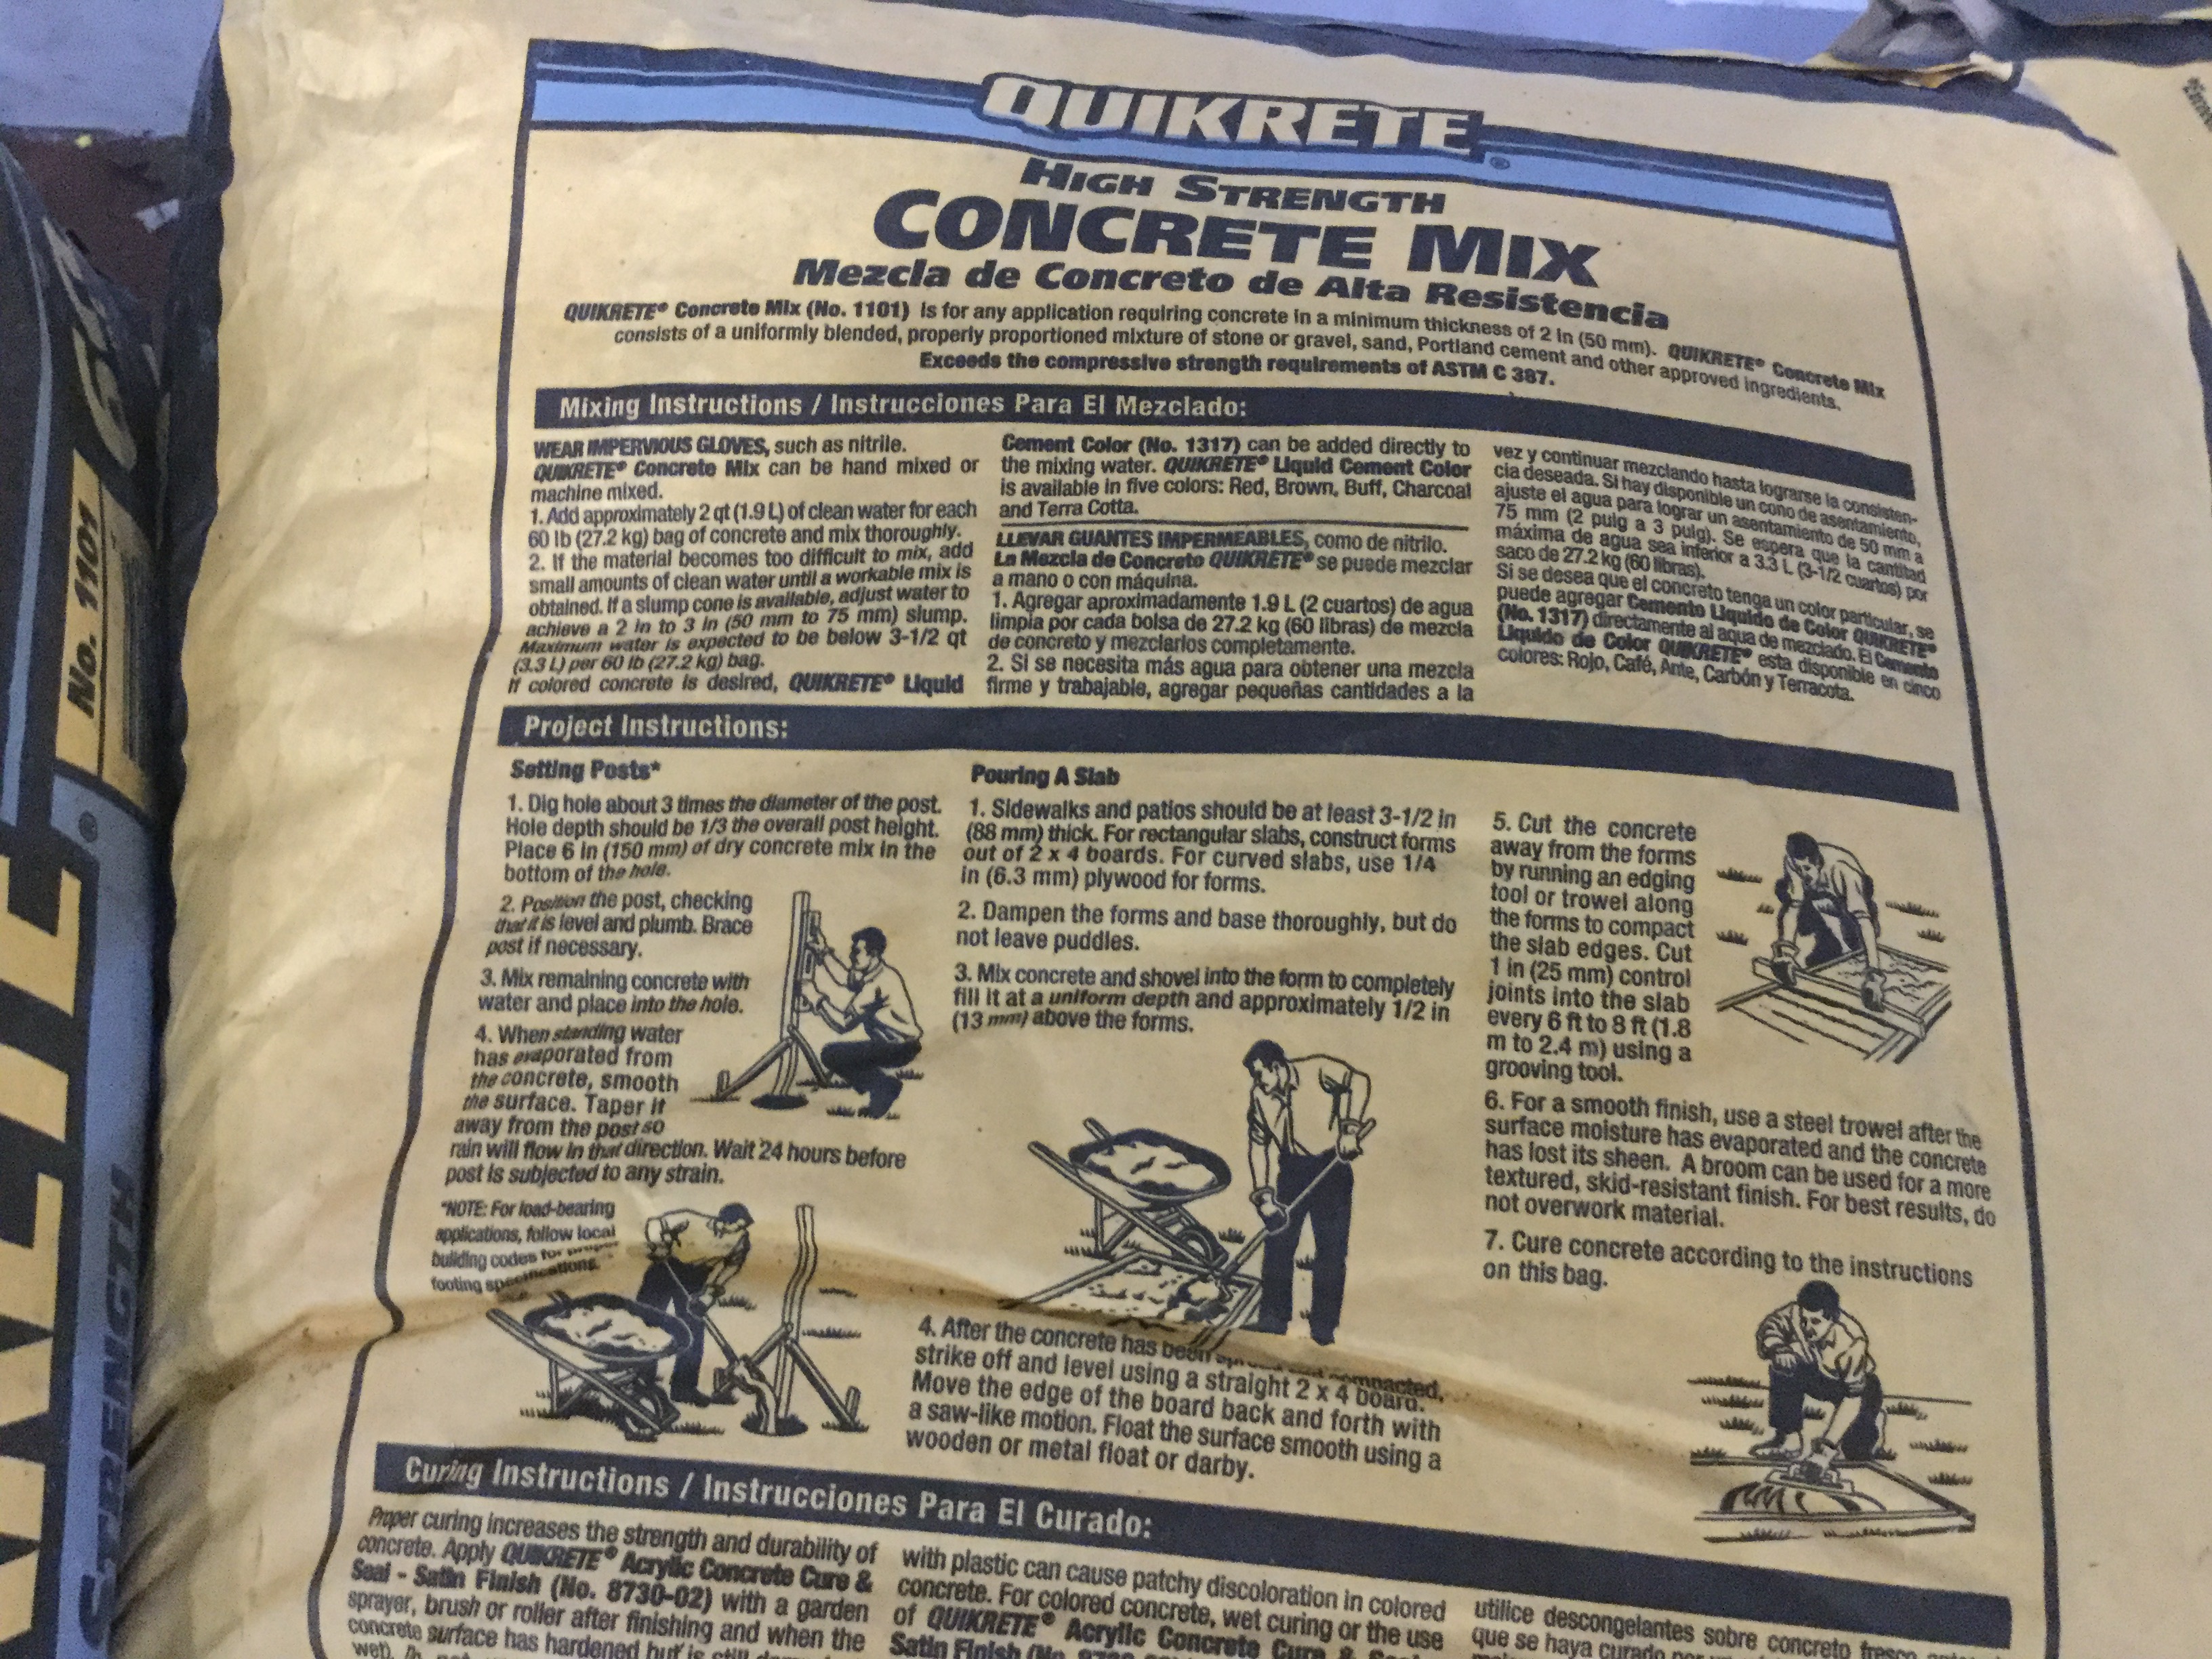 QUIKRETE®
HIGH STRENGTH
CONCRETE MIX
Mezcla de Concreto de Alta Resistencia
QUIKRETE® Concrete Mix (No. 1101) is for any application requiring concrete in a minimum thickness of 2 in (50 mm). QUIKRETE® Concrete Mix
consists of a uniformly blended, properly proportioned mixture of stone or gravel, sand, Portland cement and other approved ingredients.
Exceeds the compressive strength requirements of ASTM C 387.
Mixing Instructions / Instrucciones Para El Mezclado:
WEAR IMPERVIOUS GLOVES, such as nitrile.
QUIKRETE® Concrete Mix can be hand mixed or
machine mixed.
1. Add approximately 2 qt (1.9 L) of clean water for each
60 lb (27.2 kg) bag of concrete and mix thoroughly.
2. If the material becomes too difficult to mix, add
small amounts of clean water until a workable mix is
obtained. If a slump cone is available, adjust water to
achieve a 2 in to 3 in (50 mm to 75 mm) slump.
Maximum water is expected to be below 3-1/2 qt
(3.3 L) per 60 lb (27.2 kg) bag.
If colored concrete is desired, QUIKRETE® Liquid
Cement Color (No. 1317) can be added directly to
the mixing water. QUIKRETE® Liquid Cement Color
is available in five colors: Red, Brown, Buff, Charcoal
and Terra Cotta.
LLEVAR GUANTES IMPERMEABLES, como de nitrilo.
La Mezcla de Concreto QUIKRETE® se puede mezclar
a mano o con máquina.
1. Agregar aproximadamente 1.9 L (2 cuartos) de agua
limpia por cada bolsa de 27.2 kg (60 libras) de mezcla
de concreto y mezclarlos completamente.
2. Si se necesita más agua para obtener una mezcla
firme y trabajable, agregar pequeñas cantidades a la
vez y continuar mezclando hasta lograrse la consisten-
cia deseada. Si hay disponible un cono de asentamiento,
ajuste el agua para lograr un asentamiento de 50 mm a
75 mm (2 pulg a 3 pulg). Se espera que la cantidad
máxima de agua sea inferior a 3.3 L (3-1/2 cuartos) por
saco de 27.2 kg (60 libras).
Si se desea que el concreto tenga un color particular, se
puede agregar Cemento Liquido de Color QUIKRETE®
(No. 1317) directamente al aqua de mezclado. El Cemento
Liquido de Color QUIKRETE® esta disponible en cinco
colores: Rojo, Café, Ante, Carbón y Terracota.
Project Instructions:
Setting Posts*
1. Dig hole about 3 times the diameter of the post.
Hole depth should be 1/3 the overall post height.
Place 6 in (150 mm) of dry concrete mix in the
bottom of the hole.
2. Position the post, checking
that it is level and plumb. Brace
post if necessary.
3. Mix remaining concrete with
water and place into the hole.
4. When standing water
has evaporated from
the concrete, smooth
the surface. Taper it
away from the post so
rain will flow in that direction. Wait 24 hours before
post is subjected to any strain.
*NOTE: For load-bearing
applications, follow local
building codes for proper
footing specifications.
Pouring A Slab
1. Sidewalks and patios should be at least 3-1/2 in
(88 mm) thick. For rectangular slabs, construct forms
out of 2 x 4 boards. For curved slabs, use 1/4
in (6.3 mm) plywood for forms.
2. Dampen the forms and base thoroughly, but do
not leave puddles.
3. Mix concrete and shovel into the form to completely
fill it at a uniform depth and approximately 1/2 in
(13 mm) above the forms.
4. After the concrete has been compacted,
strike off and level using a straight 2 x 4 board.
Move the edge of the board back and forth with
a saw-like motion. Float the surface smooth using a
wooden or metal float or darby.
5. Cut the concrete
away from the forms
by running an edging
tool or trowel along
the forms to compact
the slab edges. Cut
1 in (25 mm) control
joints into the slab
every 6 ft to 8 ft (1.8
m to 2.4 m) using a
grooving tool.
6. For a smooth finish, use a steel trowel after the
surface moisture has evaporated and the concrete
has lost its sheen. A broom can be used for a more
textured, skid-resistant finish. For best results, do
not overwork material.
7. Cure concrete according to the instructions
on this bag.
Curing Instructions / Instrucciones Para El Curado:
Proper curing increases the strength and durability of
concrete. Apply QUIKRETE® Acrylic Concrete Cure &
Seal - Satin Finish (No. 8730-02) with a garden
sprayer, brush or roller after finishing and when the
concrete surface has hardened but is still
wet).
with plastic can cause patchy discoloration in colored
concrete. For colored concrete, wet curing or the use
of QUIKRETE® Acrylic Concrete Cure &
Satin Finish (No.
utilice descongelantes sobre concreto fresco
que se haya curado
No. 1101
STRENGTH